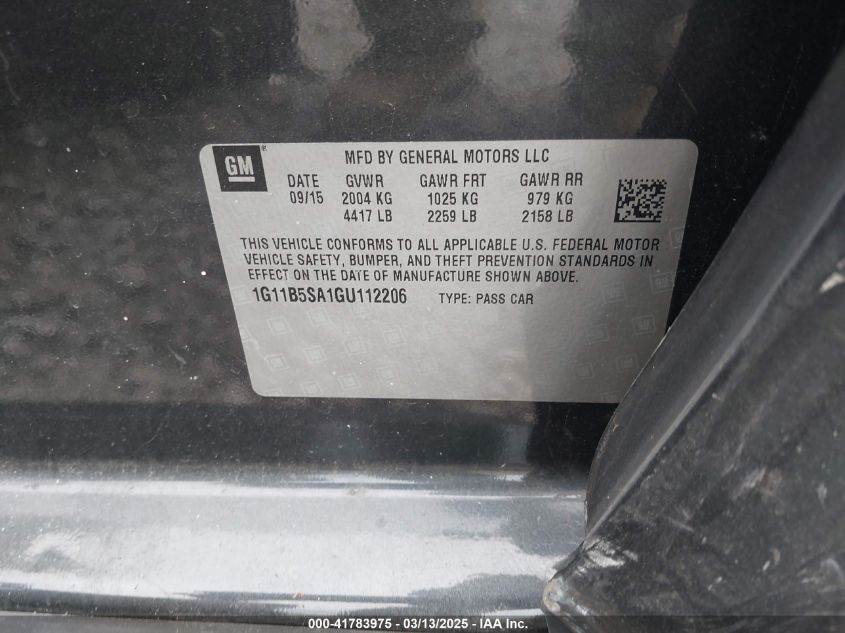 GM
MFD BY GENERAL MOTORS LLC
DATE GVWR GAWR FRT GAWR RR
09/15 2004 KG 1025 KG 979 KG
4417 LB 2259 LB 2158 LB
THIS VEHICLE CONFORMS TO ALL APPLICABLE U.S. FEDERAL MOTOR
VEHICLE SAFETY, BUMPER, AND THEFT PREVENTION STANDARDS IN
EFFECT ON THE DATE OF MANUFACTURE SHOWN ABOVE.
1G11B5SA1GU112206 TYPE: PASS CAR
000-41783975 — 03/13/2025 — IAA Inc.